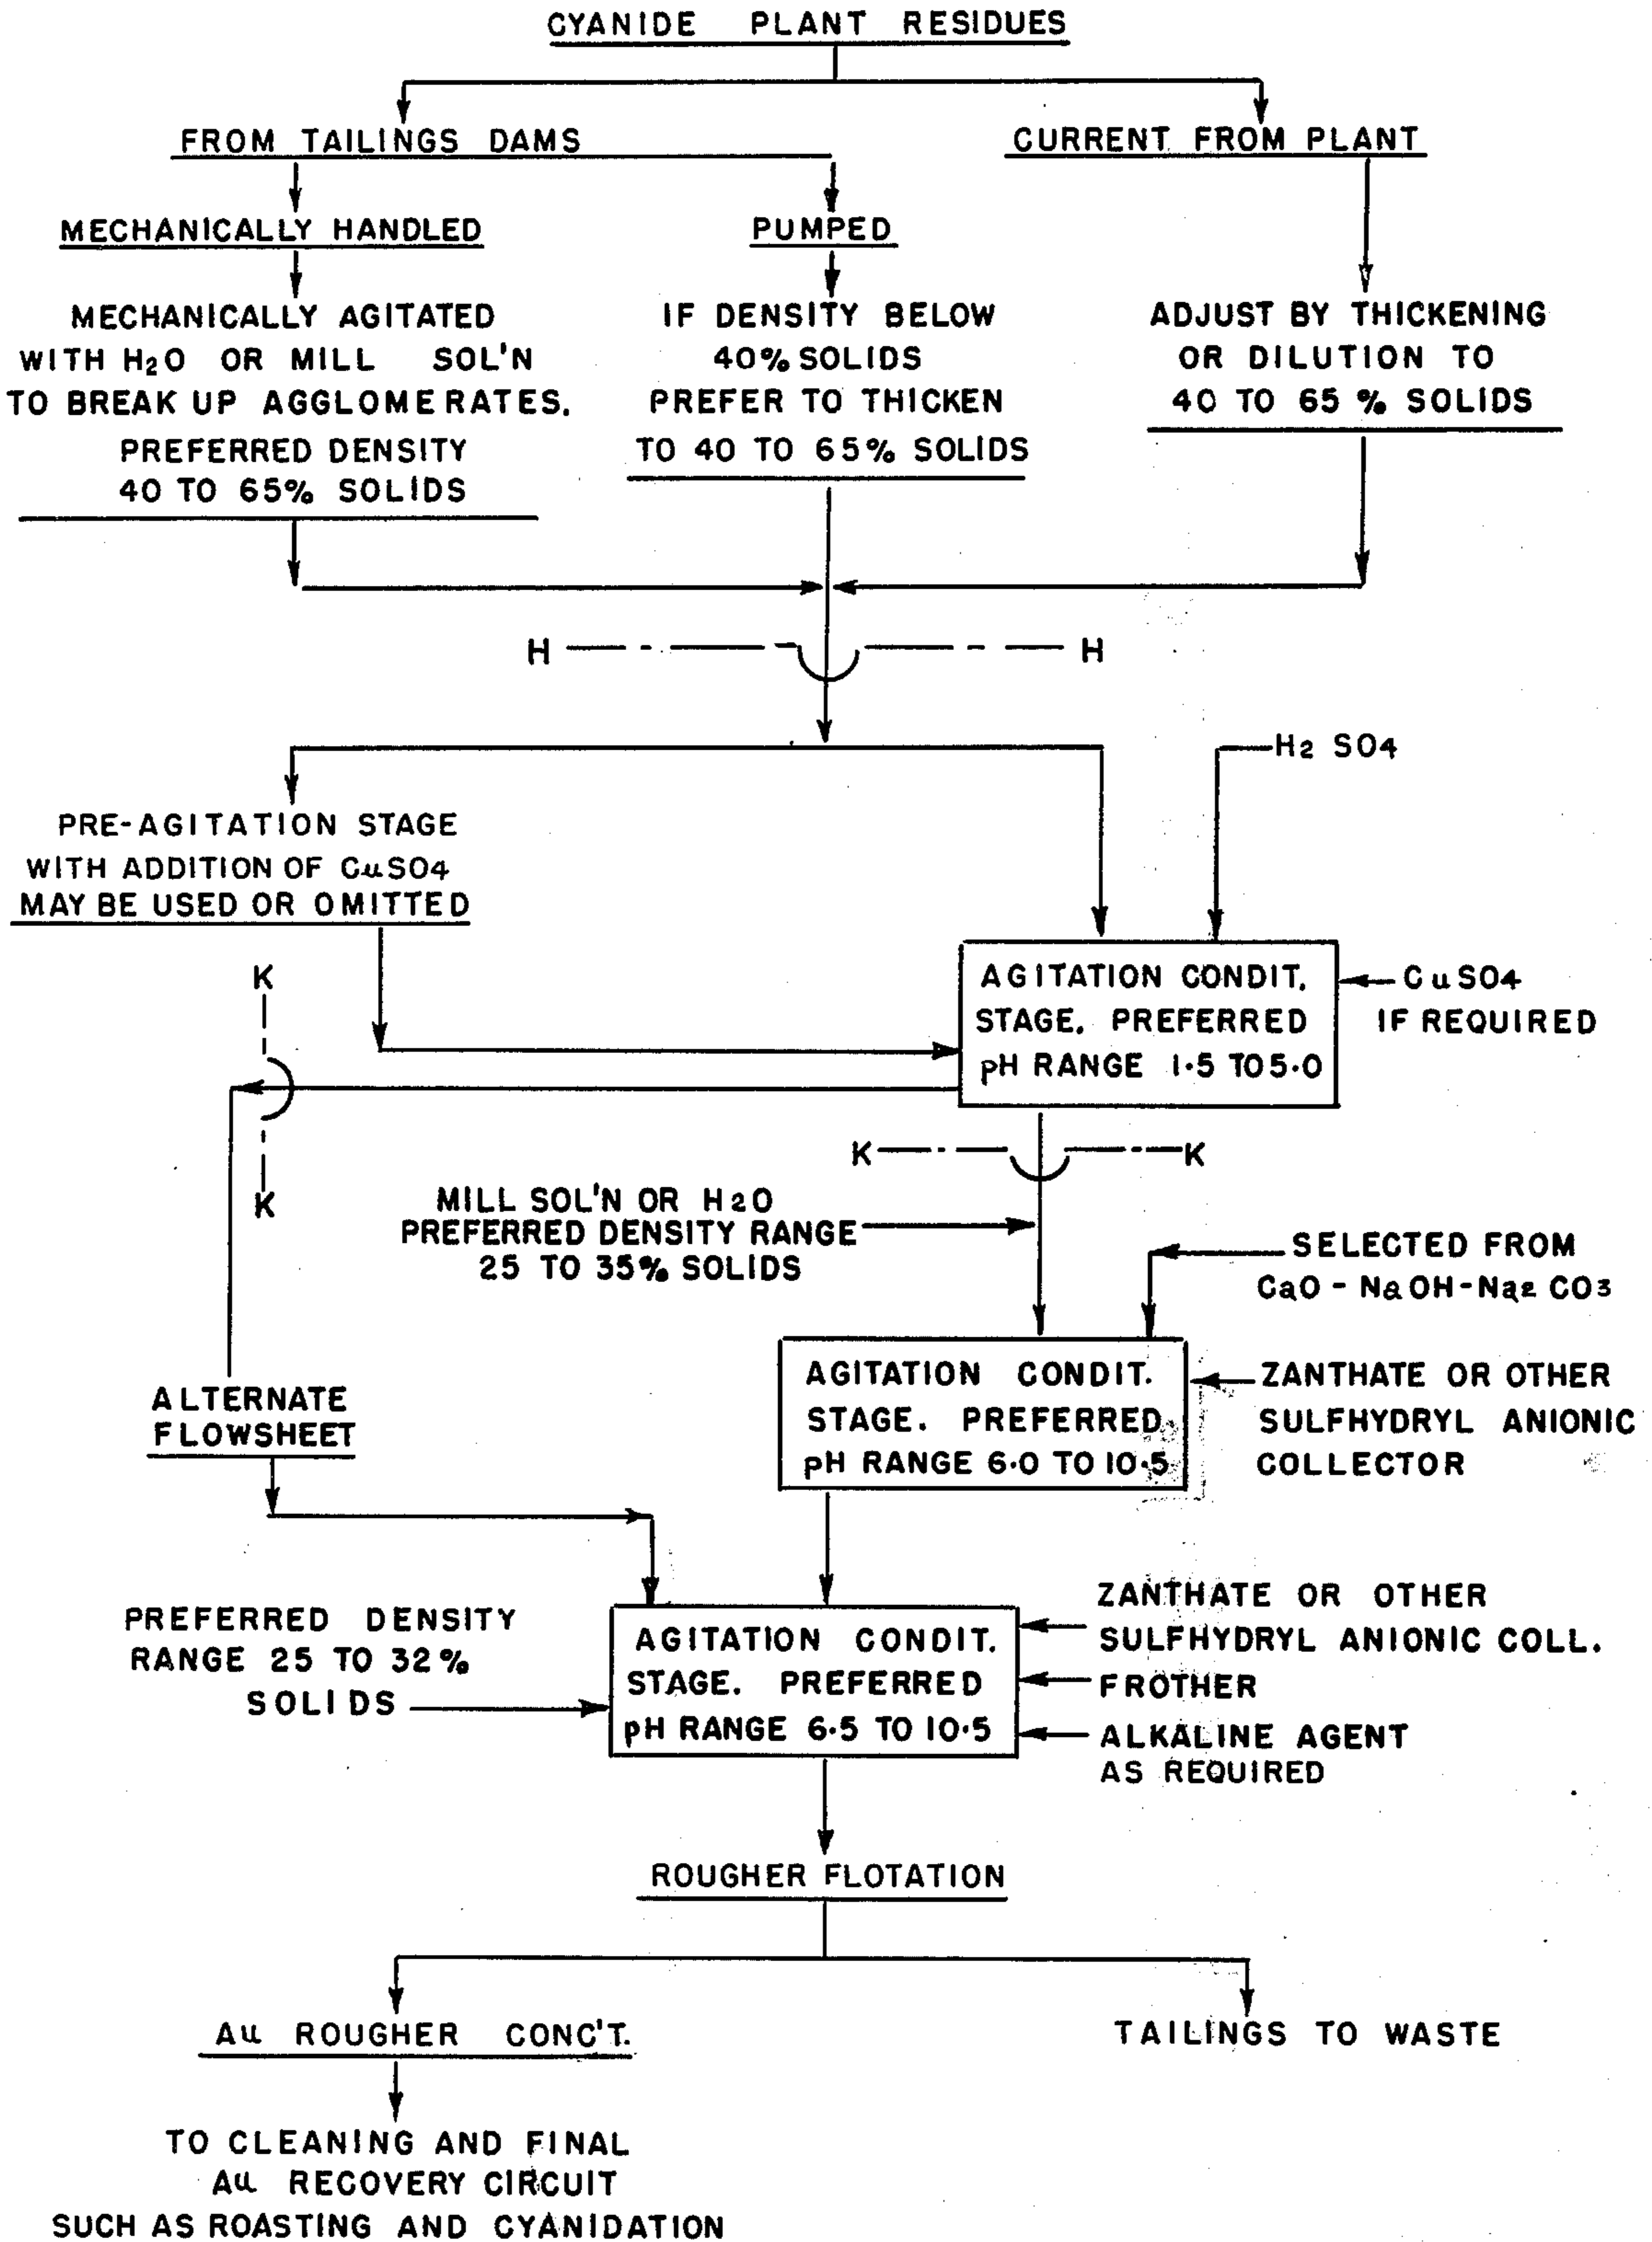 CYANIDE PLANT RESIDUES
FROM TAILINGS DAMS
CURRENT FROM PLANT
MECHANICALLY HANDLED
PUMPED
MECHANICALLY AGITATED
WITH H2O OR MILL SOL'N
TO BREAK UP AGGLOMERATES.
PREFERRED DENSITY
40 TO 65% SOLIDS
IF DENSITY BELOW
40% SOLIDS
PREFER TO THICKEN
TO 40 TO 65% SOLIDS
ADJUST BY THICKENING
OR DILUTION TO
40 TO 65 % SOLIDS
H H
H2 SO4
PRE-AGITATION STAGE
WITH ADDITION OF CuSO4
MAY BE USED OR OMITTED
AGITATION CONDIT.
STAGE. PREFERRED
pH RANGE 1.5 TO 5.0
CuSO4
IF REQUIRED
K
K
K K
MILL SOL'N OR H2O
PREFERRED DENSITY RANGE
25 TO 35% SOLIDS
SELECTED FROM
CaO - NaOH-Na2 CO3
AGITATION CONDIT.
STAGE. PREFERRED
pH RANGE 6.0 TO 10.5
ZANTHATE OR OTHER
SULFHYDRYL ANIONIC
COLLECTOR
ALTERNATE
FLOWSHEET
PREFERRED DENSITY
RANGE 25 TO 32%
SOLIDS
AGITATION CONDIT.
STAGE. PREFERRED
pH RANGE 6.5 TO 10.5
ZANTHATE OR OTHER
SULFHYDRYL ANIONIC COLL.
FROTHER
ALKALINE AGENT
AS REQUIRED
ROUGHER FLOTATION
Au ROUGHER CONC'T.
TAILINGS TO WASTE
TO CLEANING AND FINAL
Au RECOVERY CIRCUIT
SUCH AS ROASTING AND CYANIDATION